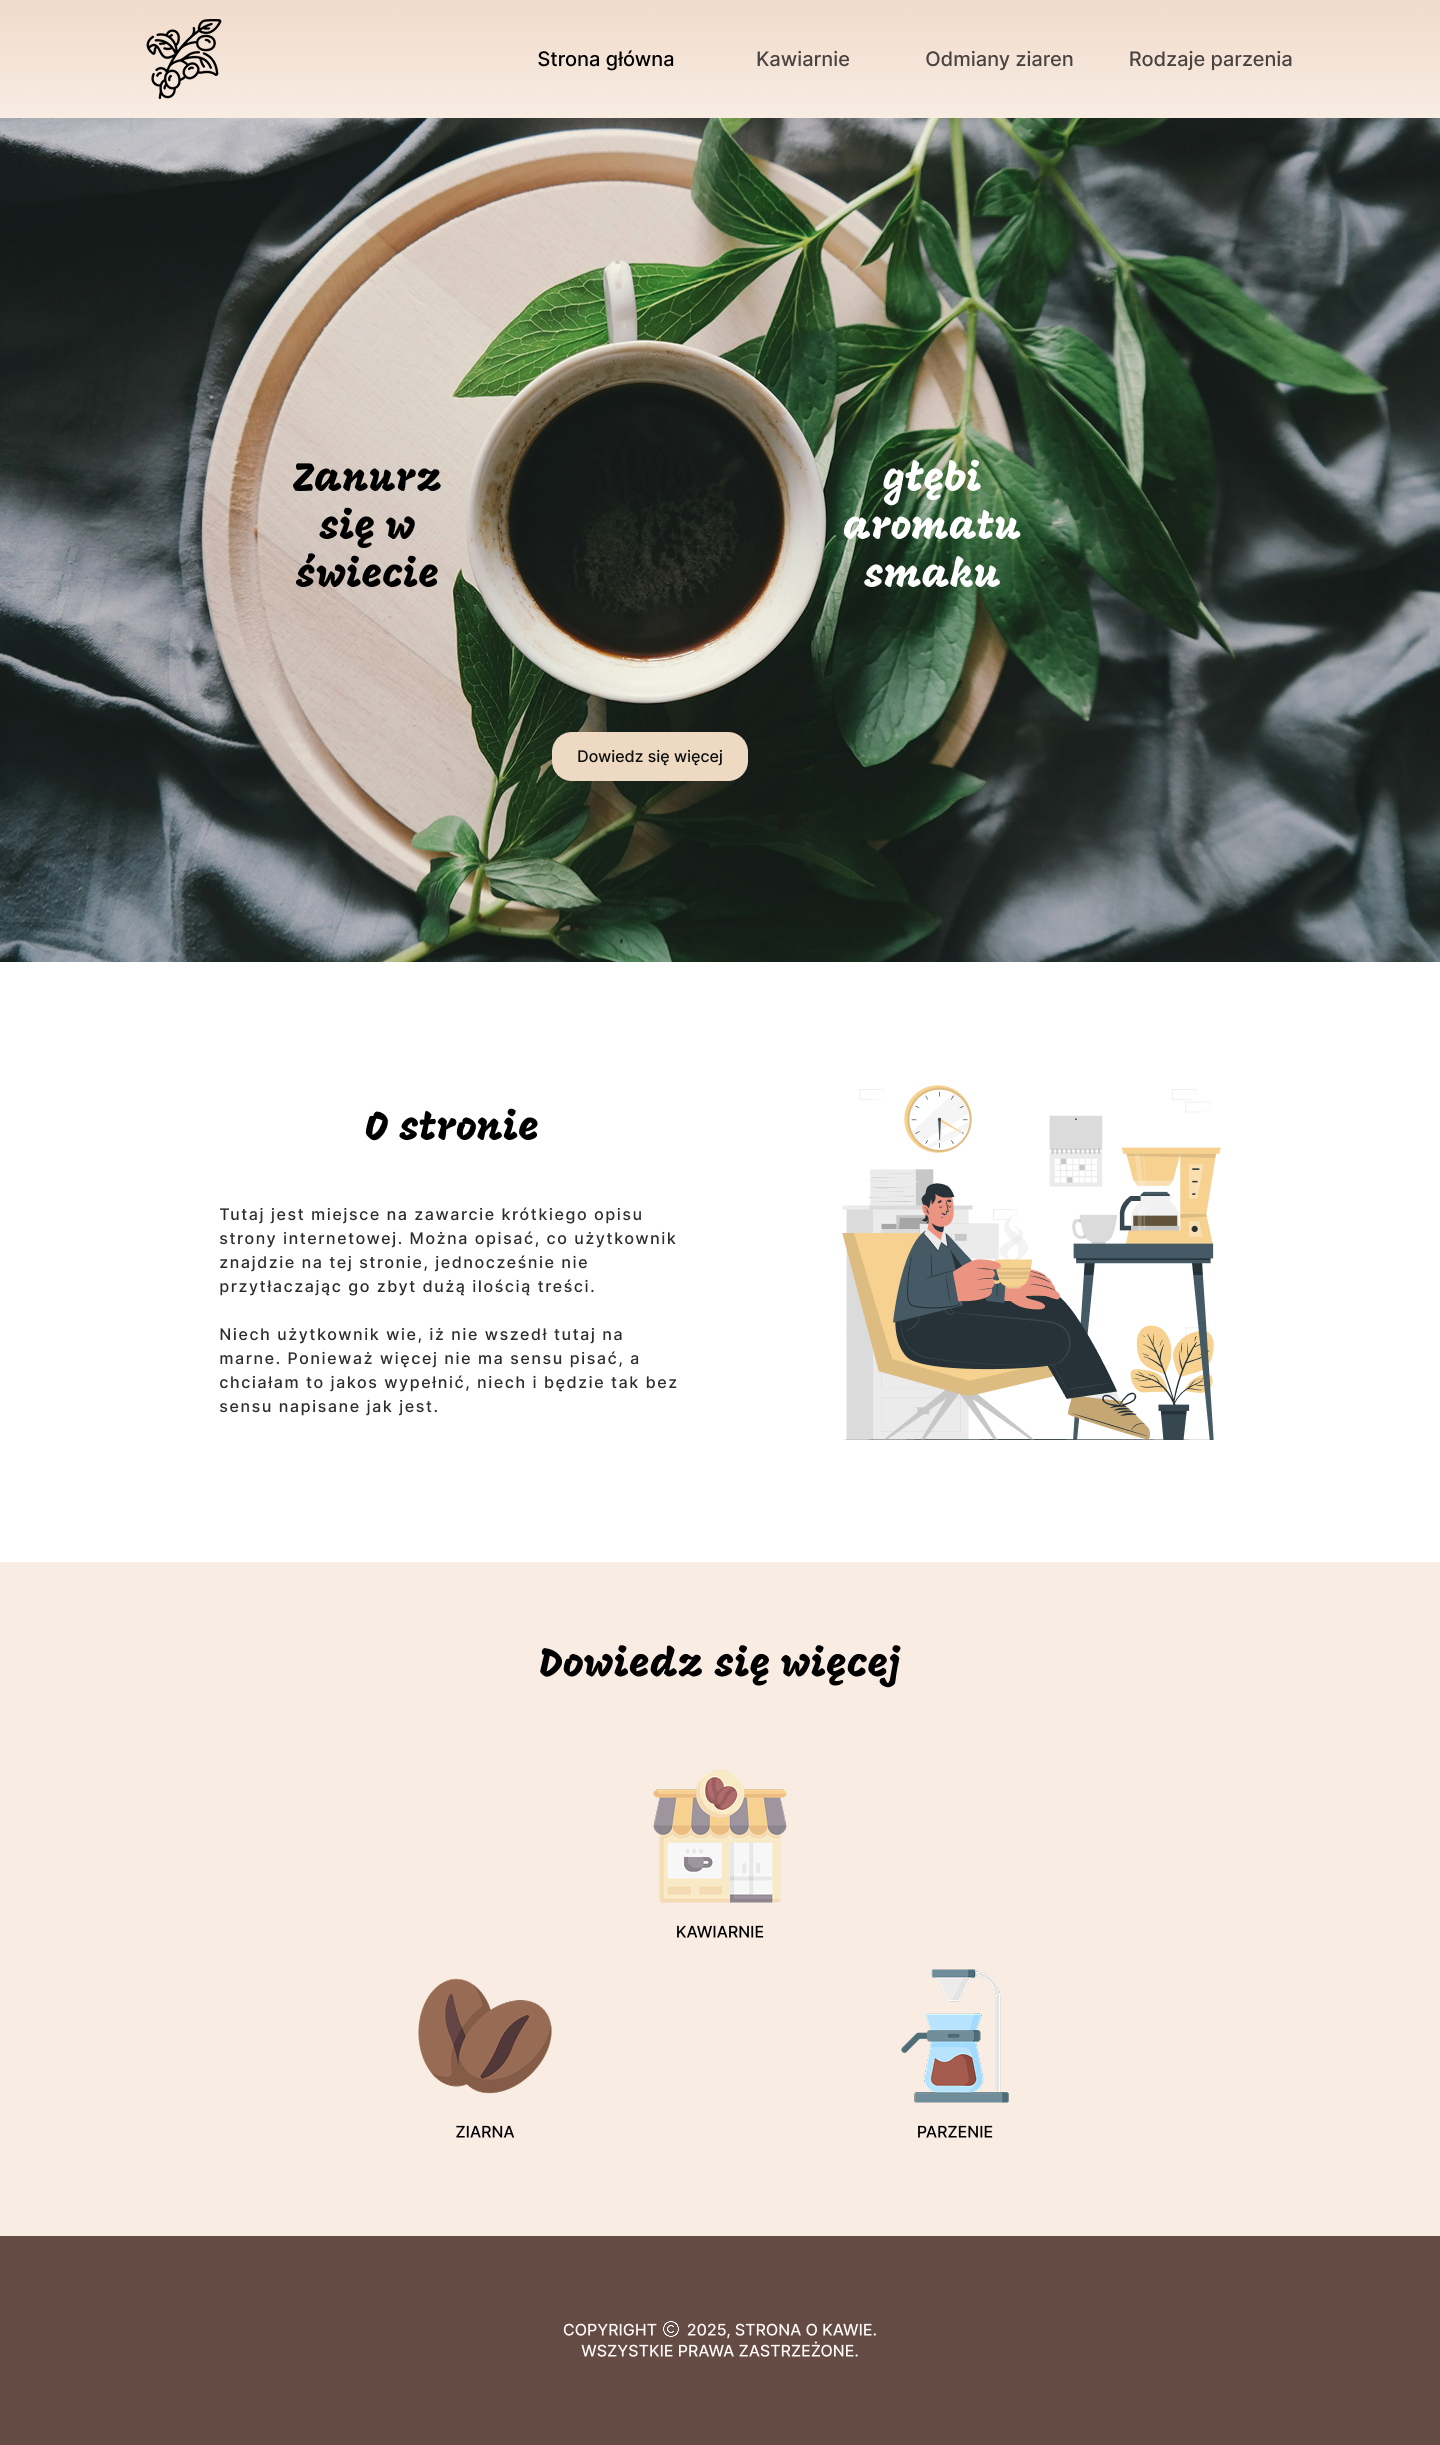 Strona główna
Kawiarnie
Odmiany ziaren
Rodzaje parzenia
Zanurz
się w
świecie
głębi
aromatu
smaku
Dowiedz się więcej
O stronie
Tutaj jest miejsce na zawarcie krótkiego opisu
strony internetowej. Można opisać, co użytkownik
znajdzie na tej stronie, jednocześnie nie
przytłaczając go zbyt dużą ilością treści.
Niech użytkownik wie, iż nie wszedł tutaj na
marne. Ponieważ więcej nie ma sensu pisać, a
chciałam to jakos wypełnić, niech i będzie tak bez
sensu napisane jak jest.
Dowiedz się więcej
KAWIARNIE
ZIARNA
PARZENIE
COPYRIGHT © 2025, STRONA O KAWIE.
WSZYSTKIE PRAWA ZASTRZEŻONE.